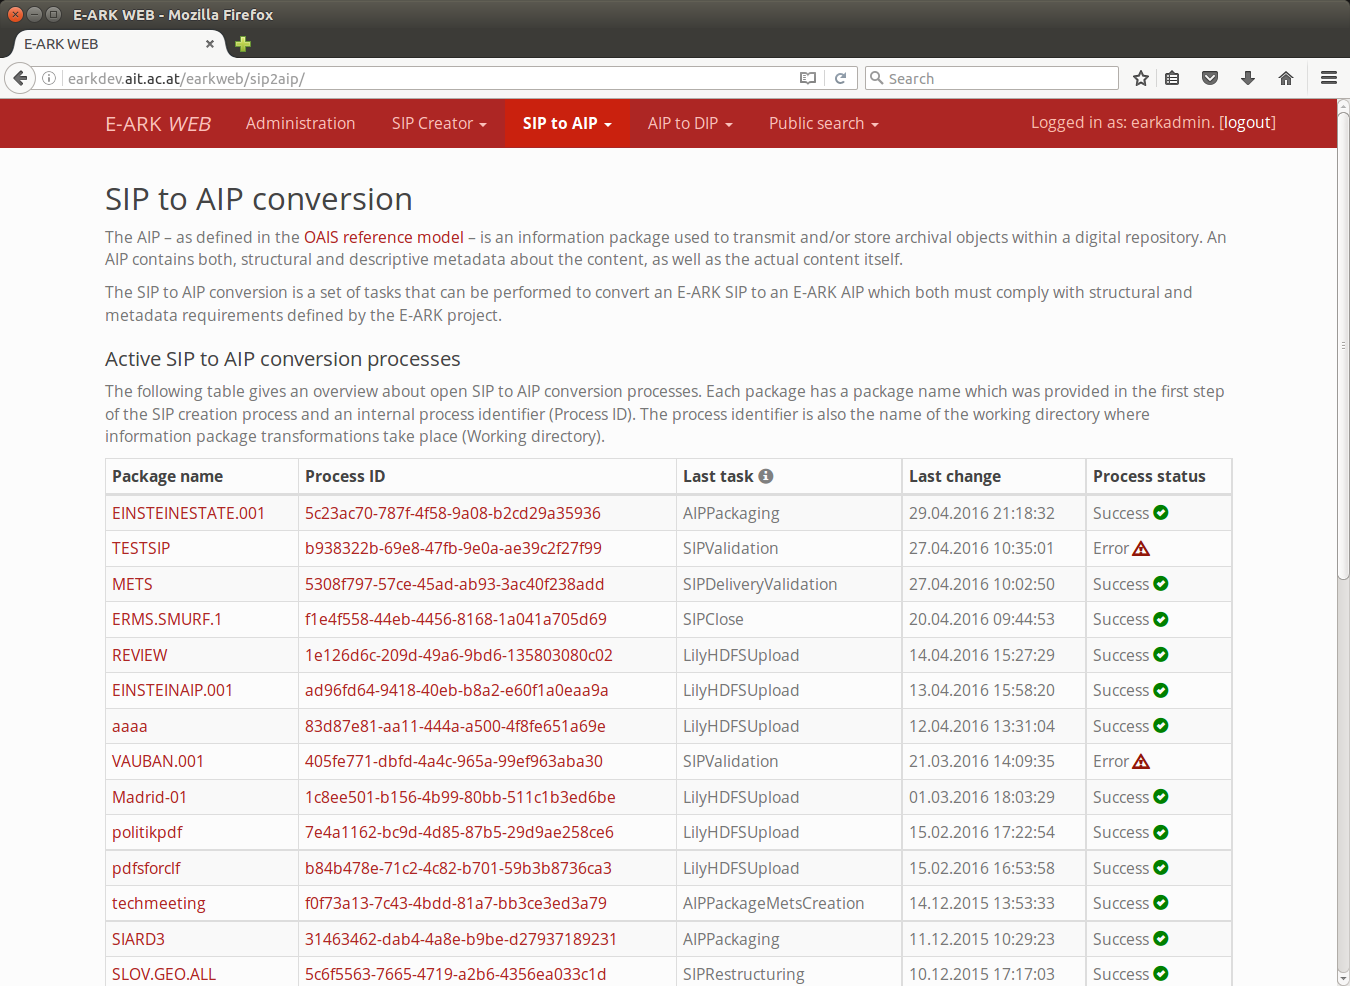 E-ARK WEB - Mozilla Firefox
E-ARK WEB
earkdev.ait.ac.at/earkweb/sip2aip/
Search
E-ARK WEB Administration SIP Creator SIP to AIP AIP to DIP Public search Logged in as: earkadmin. [logout]
SIP to AIP conversion
The AIP – as defined in the OAIS reference model – is an information package used to transmit and/or store archival objects within a digital repository. An
AIP contains both, structural and descriptive metadata about the content, as well as the actual content itself.
The SIP to AIP conversion is a set of tasks that can be performed to convert an E-ARK SIP to an E-ARK AIP which both must comply with structural and
metadata requirements defined by the E-ARK project.
Active SIP to AIP conversion processes
The following table gives an overview about open SIP to AIP conversion processes. Each package has a package name which was provided in the first step
of the SIP creation process and an internal process identifier (Process ID). The process identifier is also the name of the working directory where
information package transformations take place (Working directory).
Package name Process ID Last task Last change Process status
EINSTEINESTATE.001 5c23ac70-787f-4f58-9a08-b2cd29a35936 AIPPackaging 29.04.2016 21:18:32 Success
TESTSIP b938322b-69e8-47fb-9e0a-ae39c2f27f99 SIPValidation 27.04.2016 10:35:01 Error
METS 5308f797-57ce-45ad-ab93-3ac40f238add SIPDeliveryValidation 27.04.2016 10:02:50 Success
ERMS.SMURF.1 f1e4f558-44eb-4456-8168-1a041a705d69 SIPClose 20.04.2016 09:44:53 Success
REVIEW 1e126d6c-209d-49a6-9bd6-135803080c02 LilyHDFSUpload 14.04.2016 15:27:29 Success
EINSTEINAIP.001 ad96fd64-9418-40eb-b8a2-e60f1a0eaa9a LilyHDFSUpload 13.04.2016 15:58:20 Success
aaaa 83d87e81-aa11-444a-a500-4f8fe651a69e LilyHDFSUpload 12.04.2016 13:31:04 Success
VAUBAN.001 405fe771-dbfd-4a4c-965a-99ef963aba30 SIPValidation 21.03.2016 14:09:35 Error
Madrid-01 1c8ee501-b156-4b99-80bb-511c1b3ed6be LilyHDFSUpload 01.03.2016 18:03:29 Success
politikpdf 7e4a1162-bc9d-4d85-87b5-29d9ae258ce6 LilyHDFSUpload 15.02.2016 17:22:54 Success
pdfsforclf b84b478e-71c2-4c82-b701-59b3b8736ca3 LilyHDFSUpload 15.02.2016 16:53:58 Success
techmeeting f0f73a13-7c43-4bdd-81a7-bb3ce3ed3a79 AIPPackageMetsCreation 14.12.2015 13:53:33 Success
SIARD3 31463462-dab4-4a8e-b9be-d27937189231 AIPPackaging 11.12.2015 10:29:23 Success
SLOV.GEO.ALL 5c6f5563-7665-4719-a2b6-4356ea033c1d SIPRestructuring 10.12.2015 17:17:03 Success